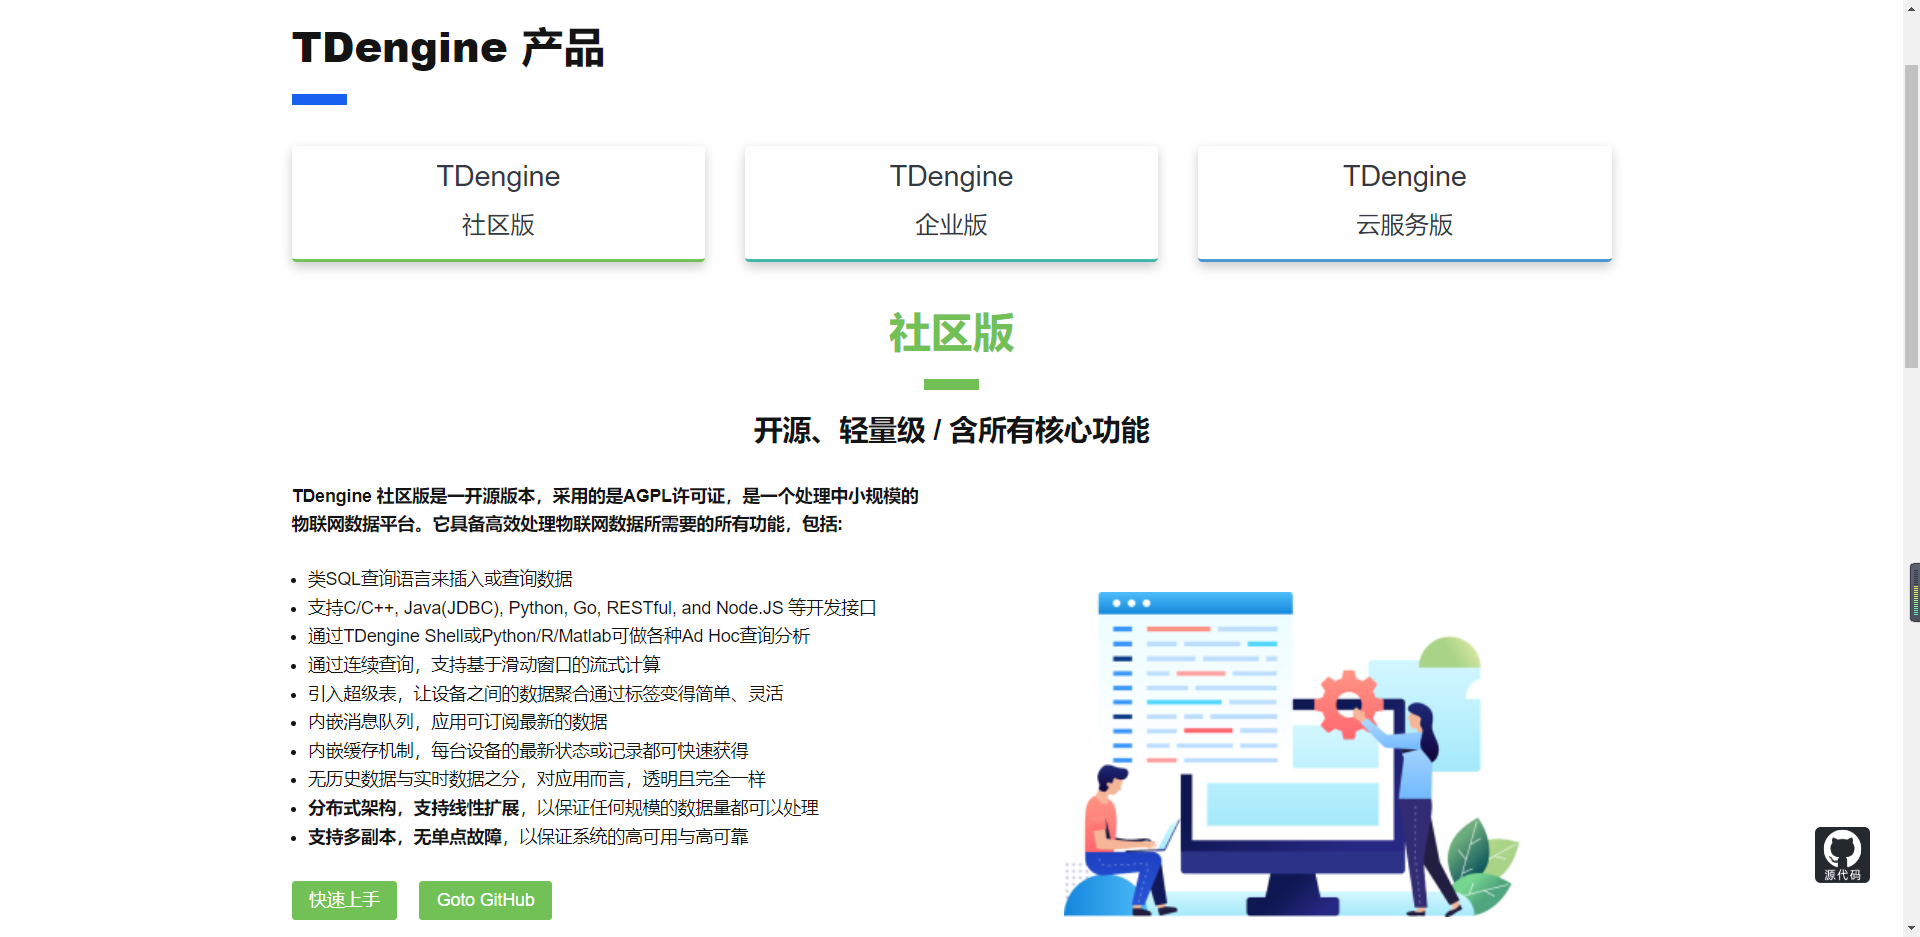 TDengine 产品
TDengine
社区版
TDengine
企业版
TDengine
云服务版
社区版
开源、轻量级 / 含所有核心功能
TDengine 社区版是一开源版本，采用的是AGPL许可证，是一个处理中小规模的
物联网数据平台。它具备高效处理物联网数据所需要的所有功能，包括:
类SQL查询语言来插入或查询数据
支持C/C++, Java(JDBC), Python, Go, RESTful, and Node.JS 等开发接口
通过TDengine Shell或Python/R/Matlab可做各种Ad Hoc查询分析
通过连续查询，支持基于滑动窗口的流式计算
引入超级表，让设备之间的数据聚合通过标签变得简单、灵活
内嵌消息队列，应用可订阅最新的数据
内嵌缓存机制，每台设备的最新状态或记录都可快速获得
无历史数据与实时数据之分，对应用而言，透明且完全一样
分布式架构，支持线性扩展，以保证任何规模的数据量都可以处理
支持多副本，无单点故障，以保证系统的高可用与高可靠
快速上手
Goto GitHub
源代码